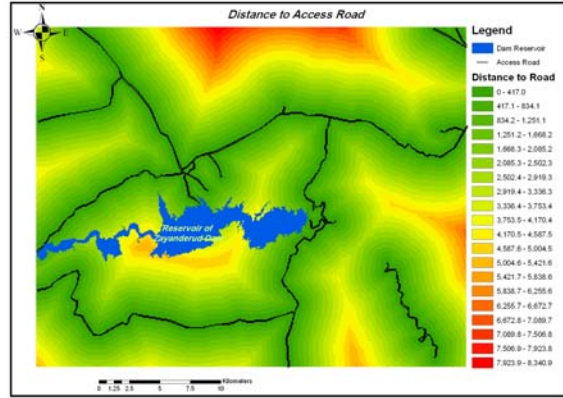 Distance to Access Road
N
W E
S
Legend
Dam Reservoir
Access Road
Distance to Road
0 - 417.0
417.1 - 834.1
834.2 - 1,251.1
1,251.2 - 1,668.2
1,668.3 - 2,085.2
2,085.3 - 2,502.3
2,502.4 - 2,919.3
2,919.4 - 3,336.3
3,336.4 - 3,753.4
3,753.5 - 4,170.4
4,170.5 - 4,587.5
4,587.6 - 5,004.5
5,004.6 - 5,421.6
5,421.7 - 5,838.6
5,838.7 - 6,255.6
6,255.7 - 6,672.7
6,672.8 - 7,089.7
7,089.8 - 7,506.8
7,506.9 - 7,923.8
7,923.9 - 8,340.9
Reservoir of
Zayanderud-Dam
Kilometers
0 1.25 2.5 5 7.5 10